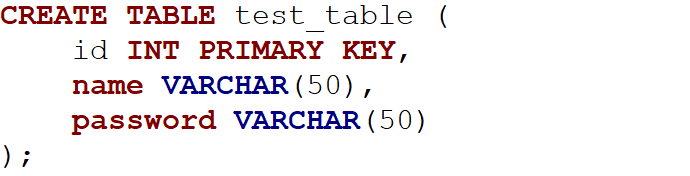 CREATE TABLE test_table (
    id INT PRIMARY KEY,
    name VARCHAR(50),
    password VARCHAR(50)
);